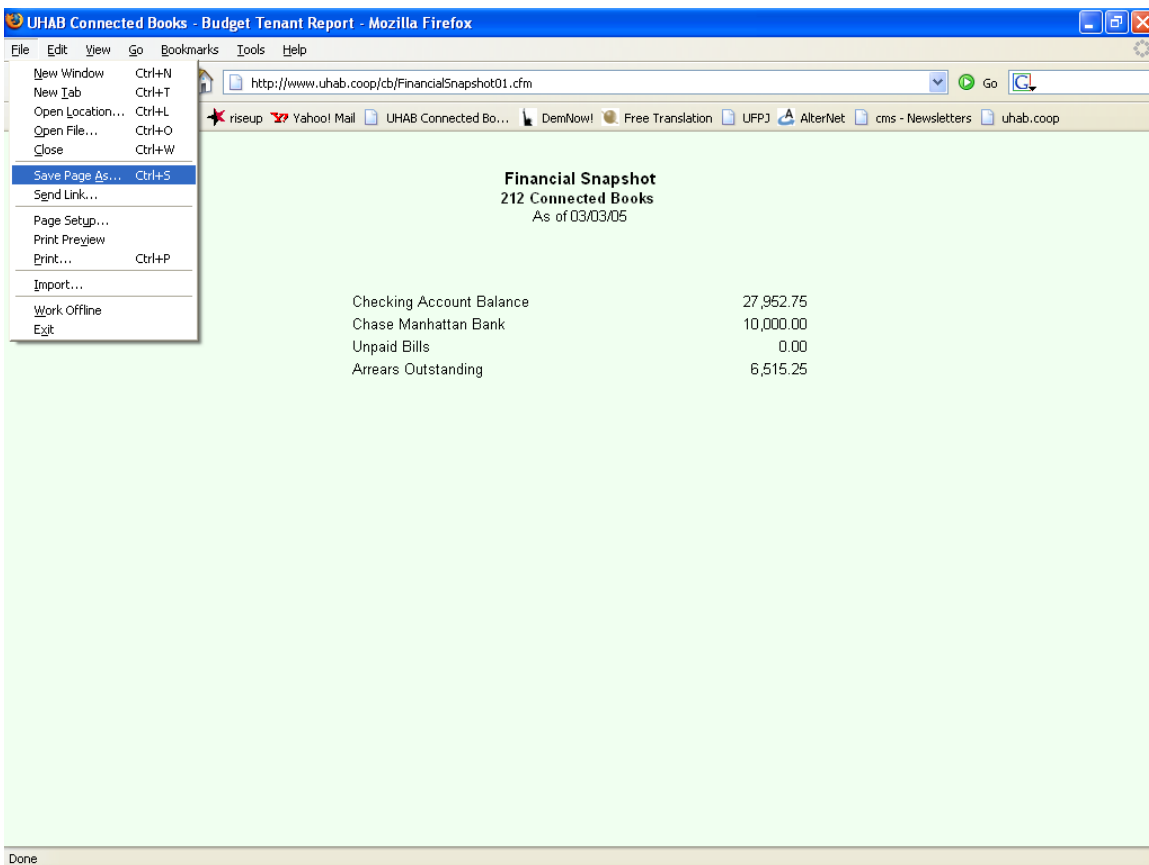 UHAB Connected Books - Budget Tenant Report - Mozilla Firefox
File Edit View Go Bookmarks Tools Help
http://www.uhab.coop/cb/FinancialSnapshot01.cfm Go G
riseup Yahoo! Mail UHAB Connected Bo... DemNow! Free Translation UFPJ AlterNet cms - Newsletters uhab.coop
New Window Ctrl+N
New Tab Ctrl+T
Open Location... Ctrl+L
Open File... Ctrl+O
Close Ctrl+W
Save Page As... Ctrl+S
Send Link...
Page Setup...
Print Preview
Print... Ctrl+P
Import...
Work Offline
Exit
Financial Snapshot
212 Connected Books
As of 03/03/05
Checking Account Balance 27,952.75
Chase Manhattan Bank 10,000.00
Unpaid Bills 0.00
Arrears Outstanding 6,515.25
Done